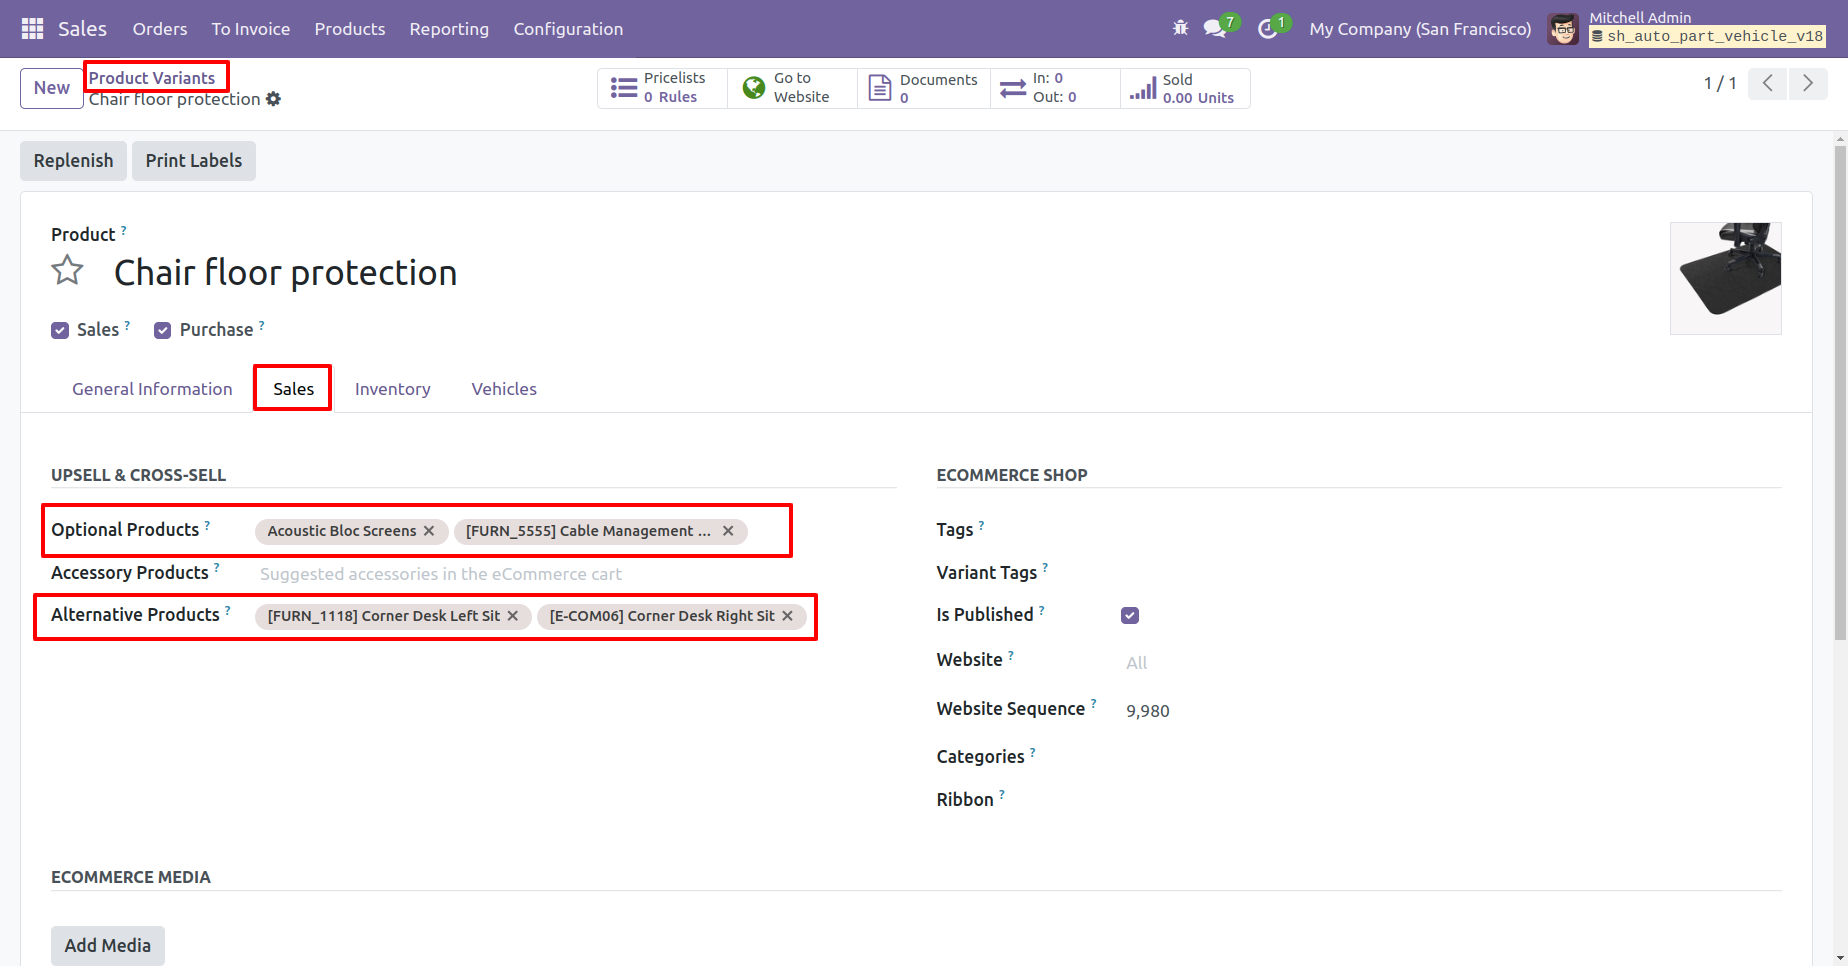 Sales Orders To Invoice Products Reporting Configuration 7 1 My Company (San Francisco) Mitchell Admin
sh_auto_part_vehicle_v18
New Product Variants
Chair floor protection
Pricelists
0 Rules
Go to
Website
Documents
0
In: 0
Out: 0
Sold
0.00 Units
1 / 1
Replenish Print Labels
Product ?
Chair floor protection
Sales ? Purchase ?
General Information Sales Inventory Vehicles
UPSELL & CROSS-SELL
Optional Products ? Acoustic Bloc Screens ✕ [FURN_5555] Cable Management ... ✕
Accessory Products ? Suggested accessories in the eCommerce cart
Alternative Products ? [FURN_1118] Corner Desk Left Sit ✕ [E-COM06] Corner Desk Right Sit ✕
ECOMMERCE SHOP
Tags ?
Variant Tags ?
Is Published ?
Website ? All
Website Sequence ? 9,980
Categories ?
Ribbon ?
ECOMMERCE MEDIA
Add Media